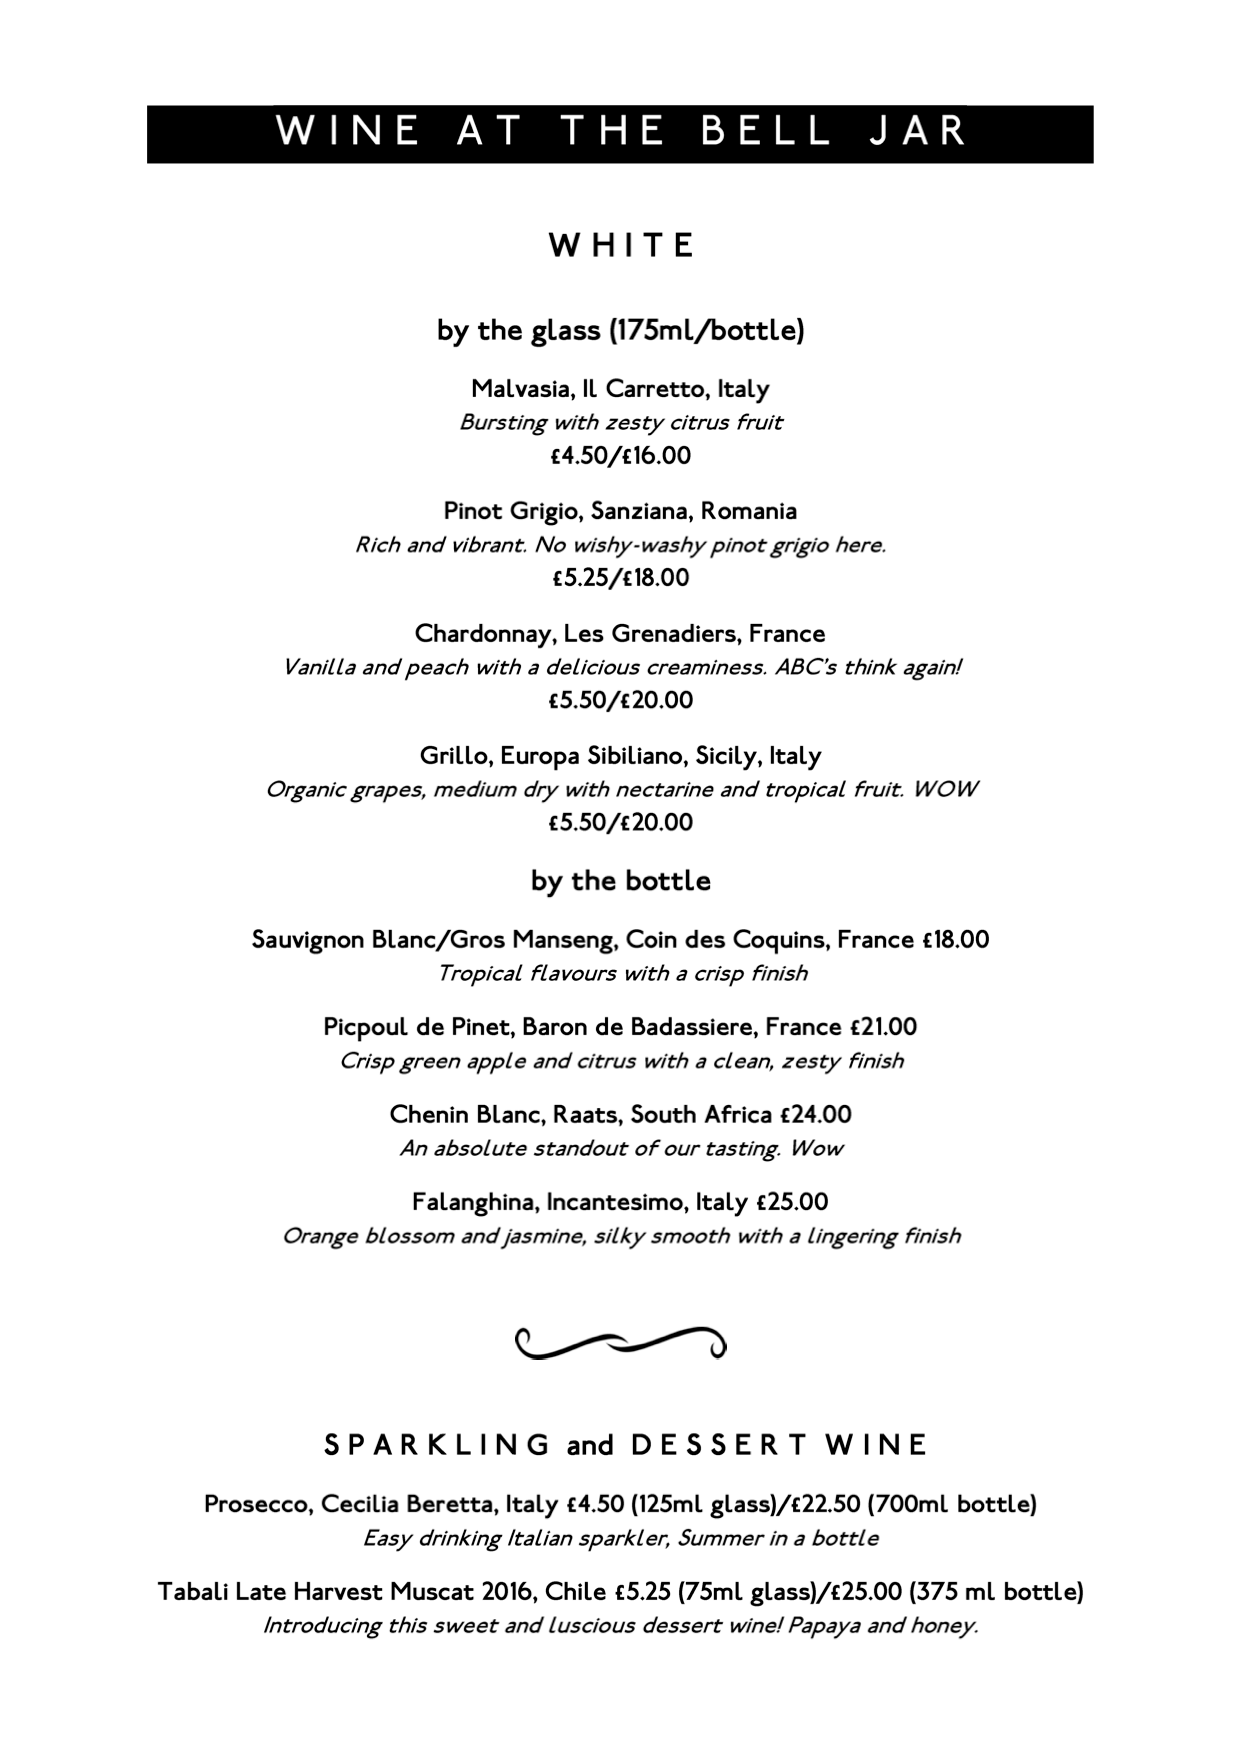 WINE AT THE BELL JAR
WHITE
by the glass (175ml/bottle)
Malvasia, Il Carretto, Italy
Bursting with zesty citrus fruit
£4.50/£16.00
Pinot Grigio, Sanziana, Romania
Rich and vibrant. No wishy-washy pinot grigio here.
£5.25/£18.00
Chardonnay, Les Grenadiers, France
Vanilla and peach with a delicious creaminess. ABC's think again!
£5.50/£20.00
Grillo, Europa Sibiliano, Sicily, Italy
Organic grapes, medium dry with nectarine and tropical fruit. WOW
£5.50/£20.00
by the bottle
Sauvignon Blanc/Gros Manseng, Coin des Coquins, France £18.00
Tropical flavours with a crisp finish
Picpoul de Pinet, Baron de Badassiere, France £21.00
Crisp green apple and citrus with a clean, zesty finish
Chenin Blanc, Raats, South Africa £24.00
An absolute standout of our tasting. Wow
Falanghina, Incantesimo, Italy £25.00
Orange blossom and jasmine, silky smooth with a lingering finish
SPARKLING and DESSERT WINE
Prosecco, Cecilia Beretta, Italy £4.50 (125ml glass)/£22.50 (700ml bottle)
Easy drinking Italian sparkler, Summer in a bottle
Tabali Late Harvest Muscat 2016, Chile £5.25 (75ml glass)/£25.00 (375 ml bottle)
Introducing this sweet and luscious dessert wine! Papaya and honey.